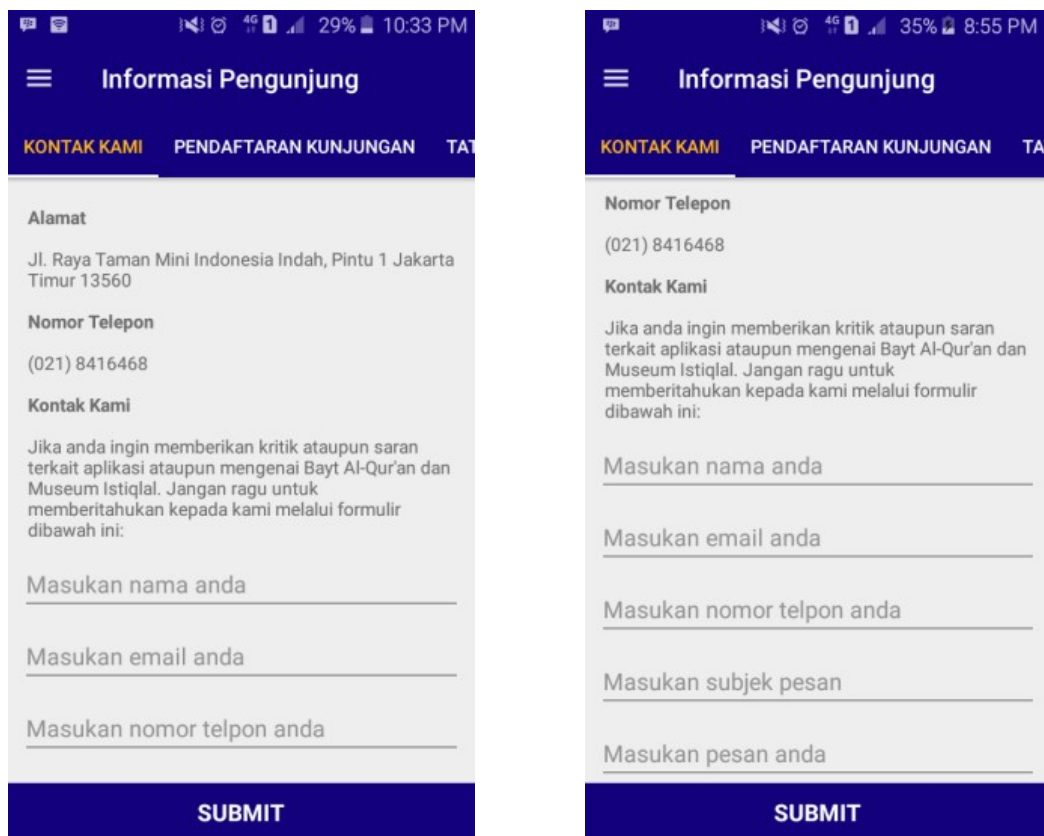 29% 10:33 PM
Informasi Pengunjung
KONTAK KAMI PENDAFTARAN KUNJUNGAN TAT
Alamat
Jl. Raya Taman Mini Indonesia Indah, Pintu 1 Jakarta
Timur 13560
Nomor Telepon
(021) 8416468
Kontak Kami
Jika anda ingin memberikan kritik ataupun saran
terkait aplikasi ataupun mengenai Bayt Al-Qur'an dan
Museum Istiqlal. Jangan ragu untuk
memberitahukan kepada kami melalui formulir
dibawah ini:
Masukan nama anda
Masukan email anda
Masukan nomor telpon anda
SUBMIT
4G 1 35% 8:55 PM
Informasi Pengunjung
KONTAK KAMI PENDAFTARAN KUNJUNGAN TA
Nomor Telepon
(021) 8416468
Kontak Kami
Jika anda ingin memberikan kritik ataupun saran
terkait aplikasi ataupun mengenai Bayt Al-Qur'an dan
Museum Istiqlal. Jangan ragu untuk
memberitahukan kepada kami melalui formulir
dibawah ini:
Masukan nama anda
Masukan email anda
Masukan nomor telpon anda
Masukan subjek pesan
Masukan pesan anda
SUBMIT